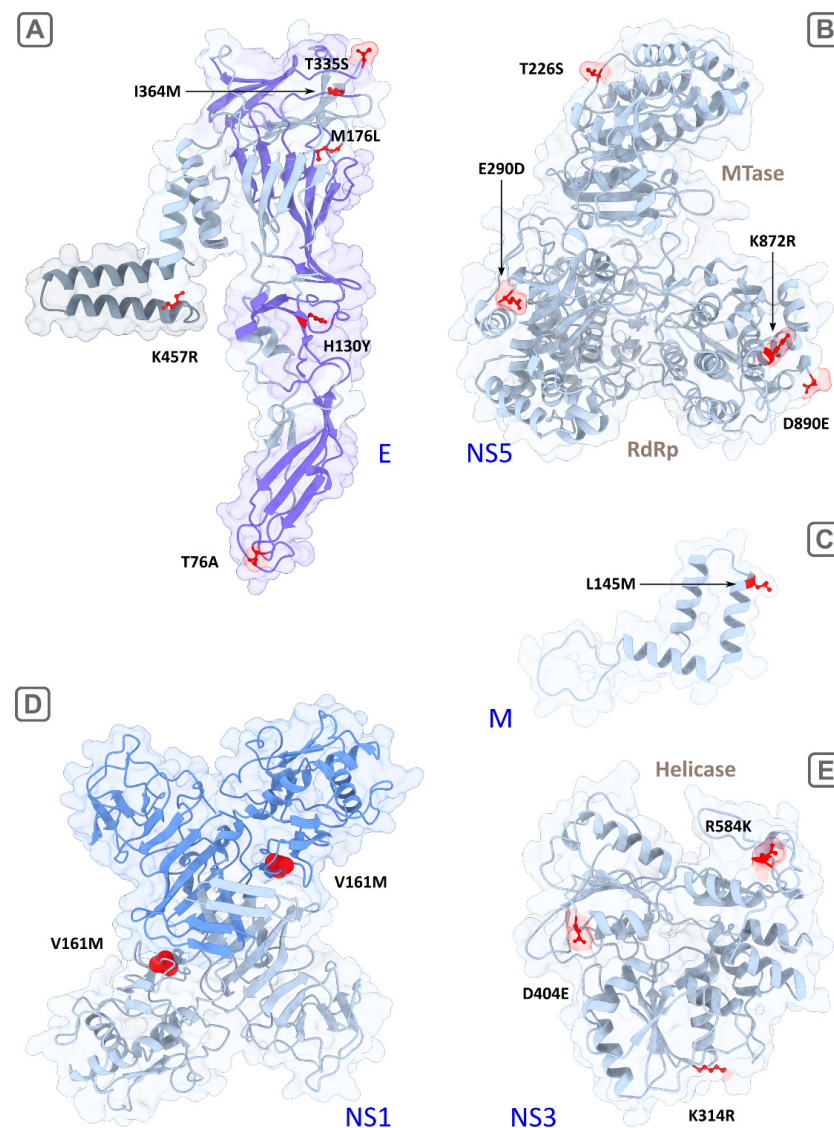 A
T335S
I364M
M176L
K457R
H130Y
E
T76A
B
T226S
E290D
MTase
K872R
D890E
NS5
RdRp
C
L145M
M
D
V161M
V161M
NS1
E
Helicase
R584K
D404E
K314R
NS3